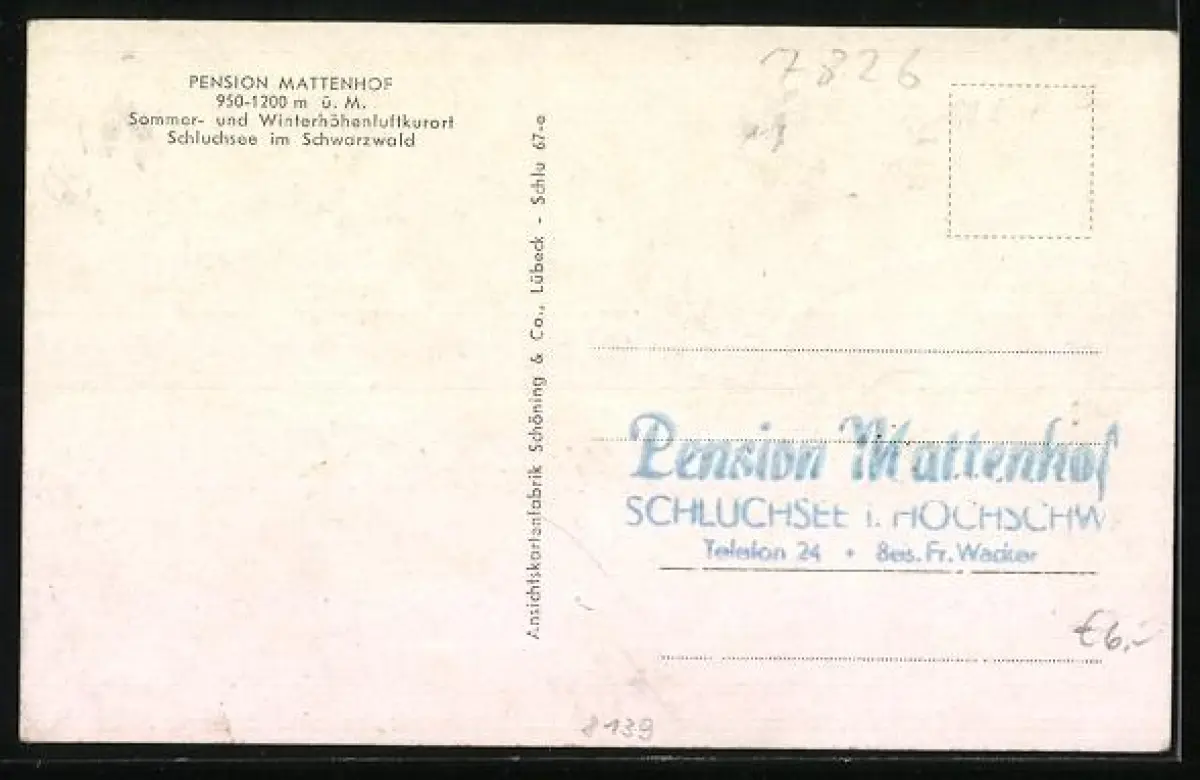 PENSION MATTENHOF
950-1200 m ü. M.
Sommer- und Winterhöhenluftkurort
Schluchsee im Schwarzwald
Ansichtskartenfabrik Schöning & Co., Lübeck - Schlu 67-e
7826
Pension Mattenhof
SCHLUCHSEE i. HOCHSCHW
Telefon 24 • Bes. Fr. Wacker
€6,-
8139